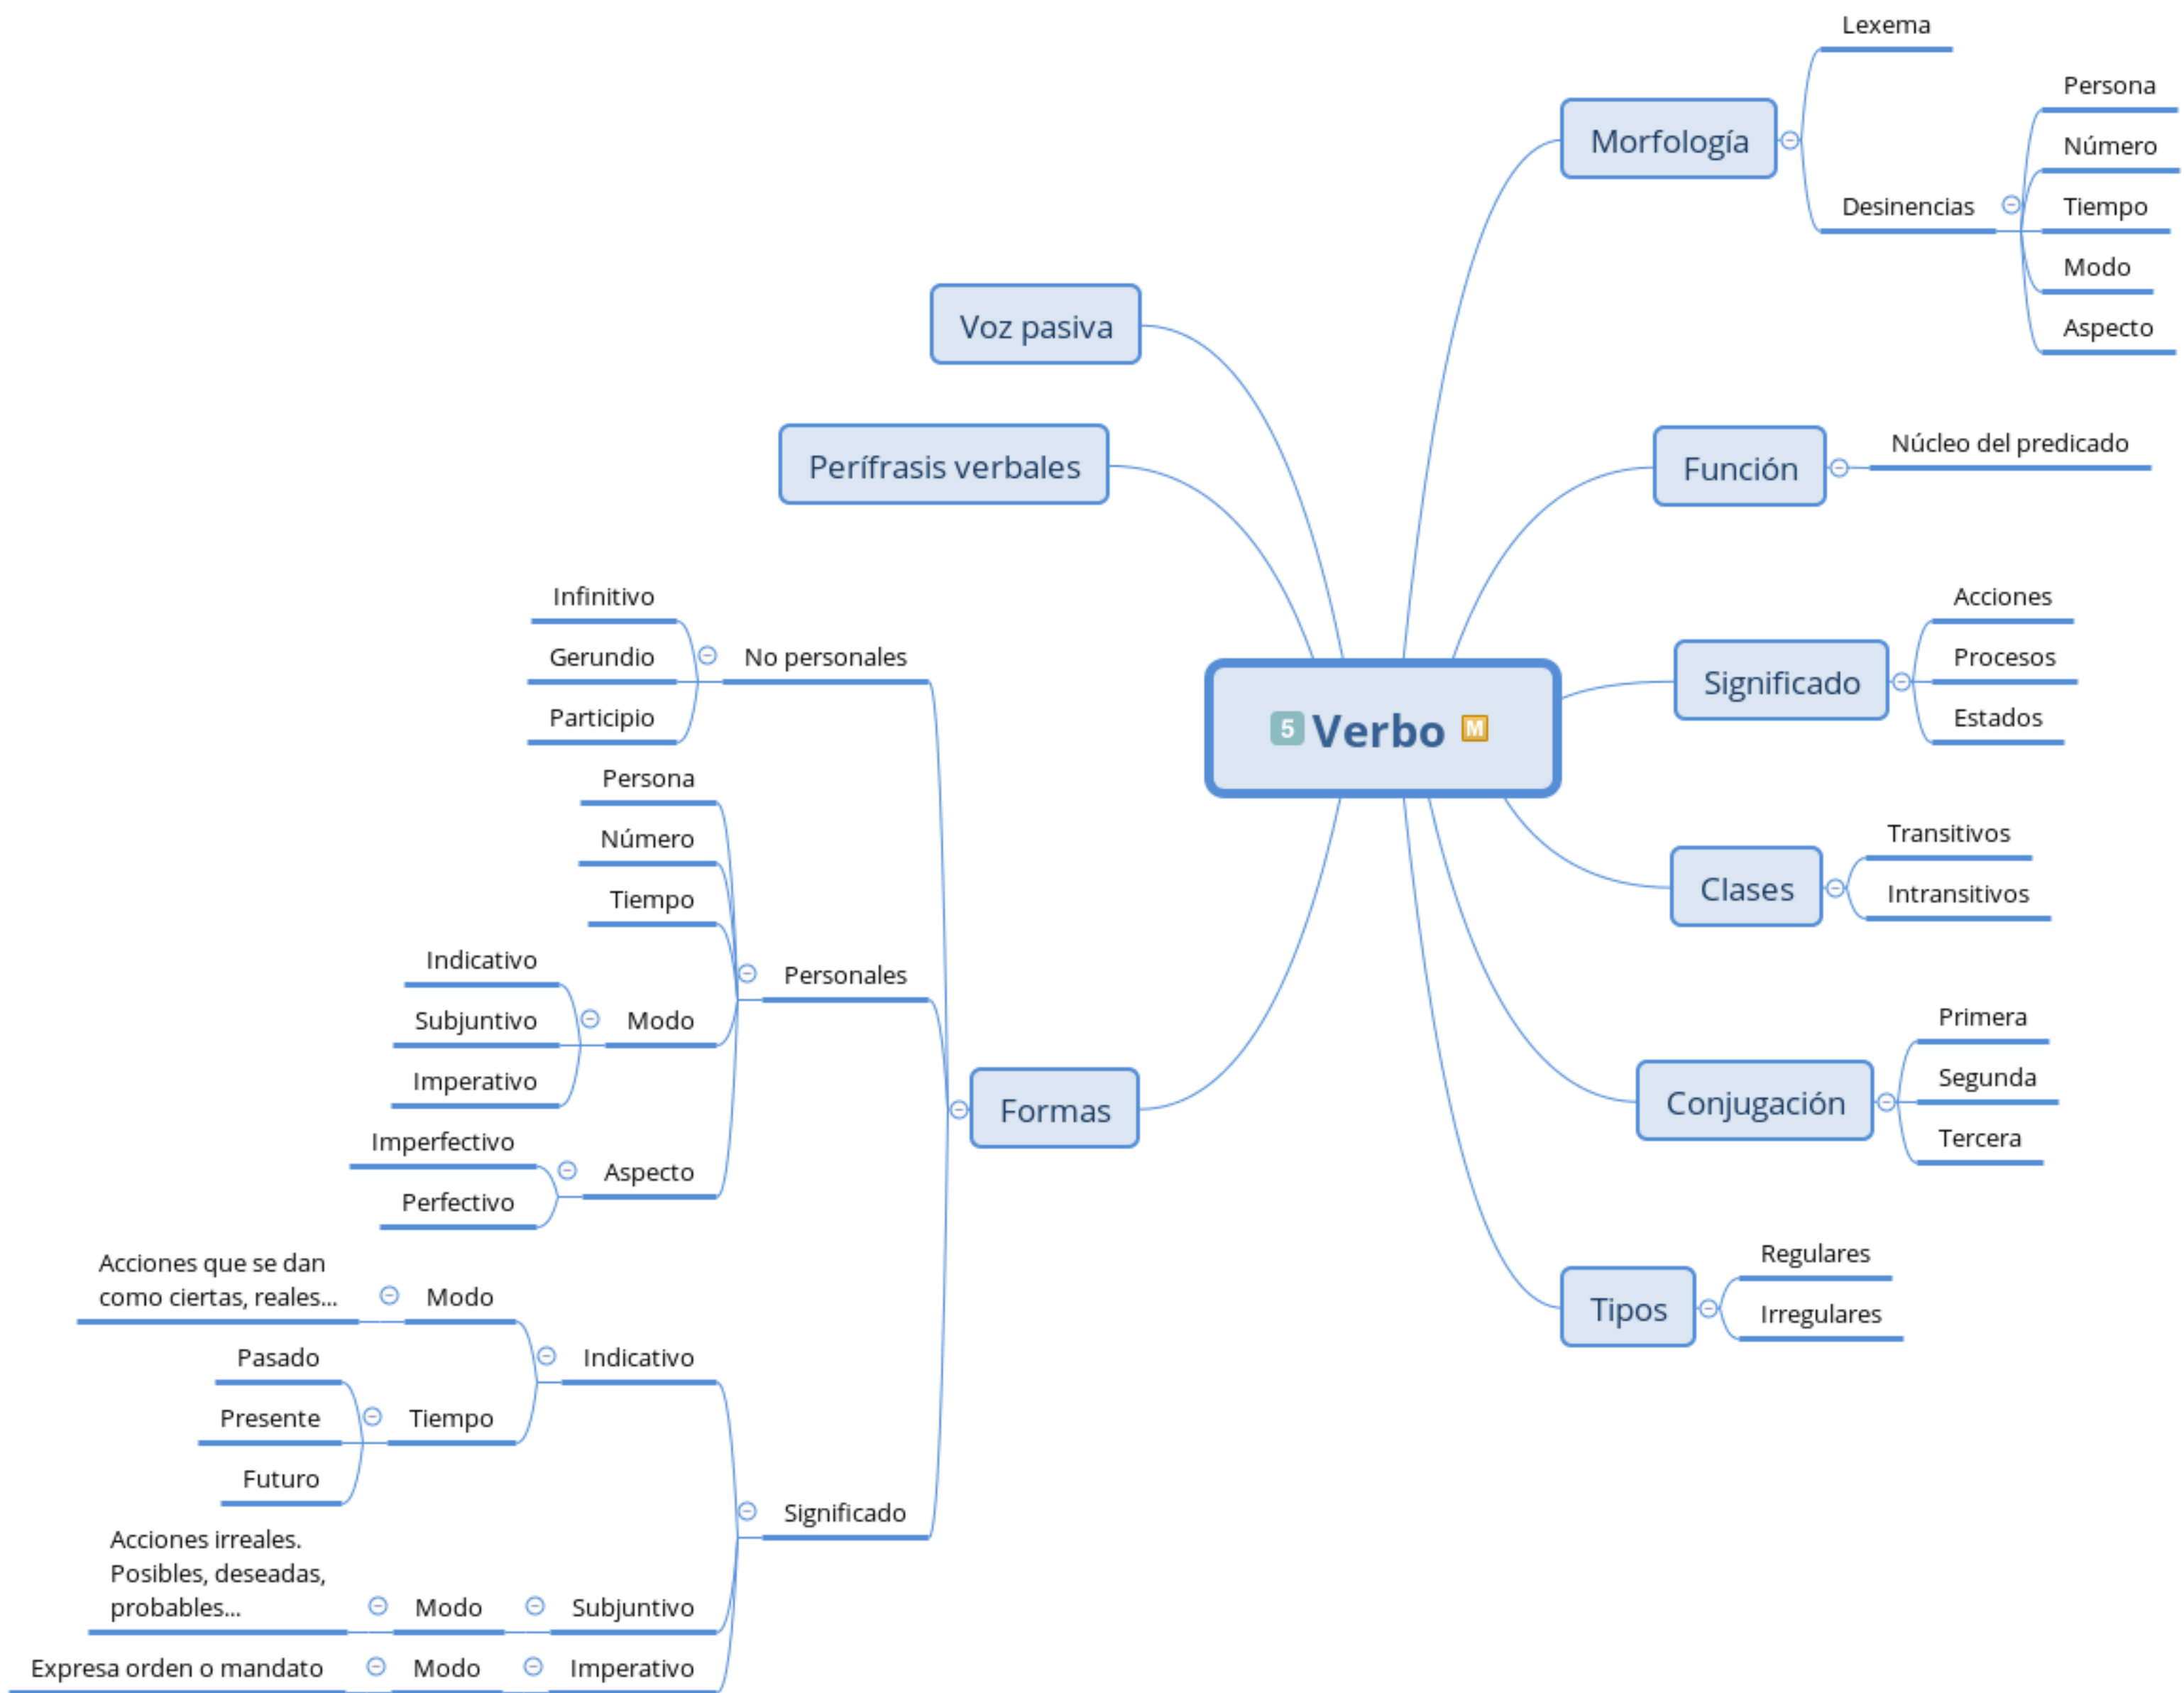 5 Verbo M
Morfología
Lexema
Desinencias
Persona
Número
Tiempo
Modo
Aspecto
Función
Núcleo del predicado
Significado
Acciones
Procesos
Estados
Clases
Transitivos
Intransitivos
Conjugación
Primera
Segunda
Tercera
Tipos
Regulares
Irregulares
Voz pasiva
Perífrasis verbales
Formas
No personales
Infinitivo
Gerundio
Participio
Personales
Persona
Número
Tiempo
Modo
Indicativo
Subjuntivo
Imperativo
Aspecto
Imperfectivo
Perfectivo
Significado
Indicativo
Modo
Acciones que se dan
como ciertas, reales...
Tiempo
Pasado
Presente
Futuro
Subjuntivo
Modo
Acciones irreales.
Posibles, deseadas,
probables...
Imperativo
Modo
Expresa orden o mandato